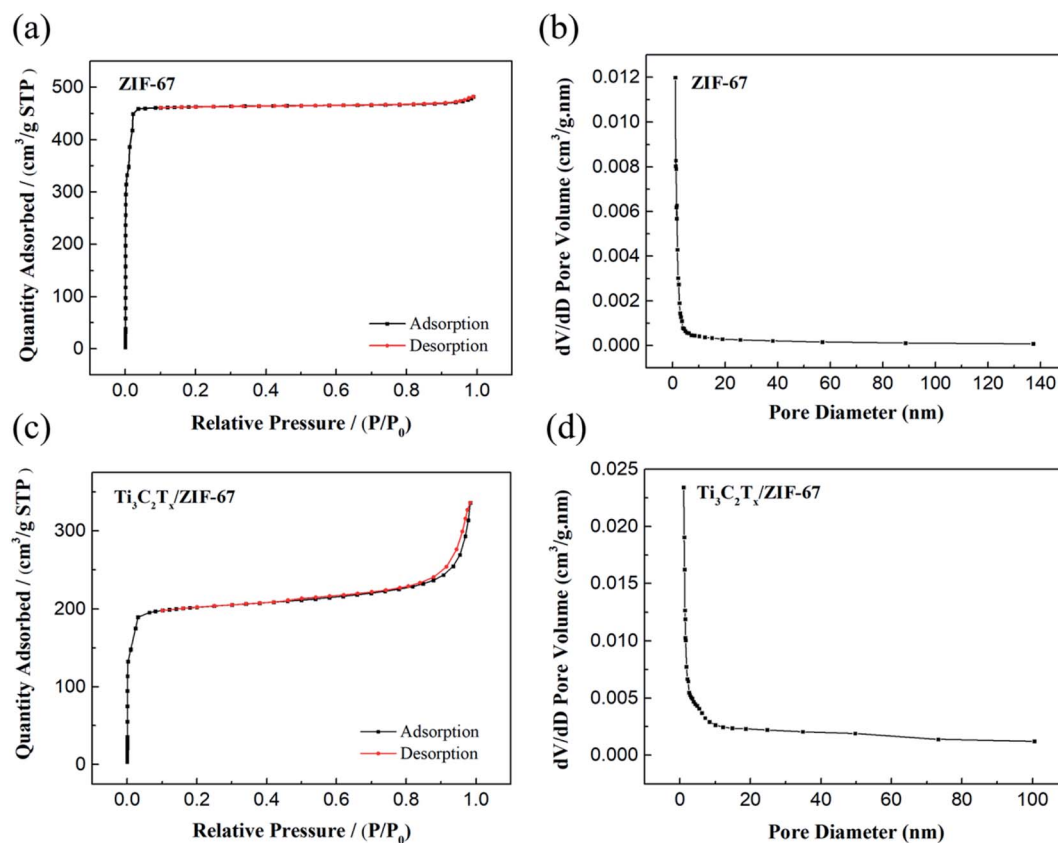 (a)
ZIF-67
Quantity Adsorbed / (cm³/g STP )
500
400
300
200
100
0
0.0 0.2 0.4 0.6 0.8 1.0
Adsorption
Desorption
Relative Pressure / (P/P₀)
(b)
ZIF-67
dV/dD Pore Volume (cm³/g.nm)
0.012
0.010
0.008
0.006
0.004
0.002
0.000
0 20 40 60 80 100 120 140
Pore Diameter (nm)
(c)
Ti₃C₂Tₓ/ZIF-67
Quantity Adsorbed / (cm³/g STP )
300
200
100
0
0.0 0.2 0.4 0.6 0.8 1.0
Adsorption
Desorption
Relative Pressure / (P/P₀)
(d)
Ti₃C₂Tₓ/ZIF-67
dV/dD Pore Volume (cm³/g.nm)
0.025
0.020
0.015
0.010
0.005
0.000
0 20 40 60 80 100
Pore Diameter (nm)